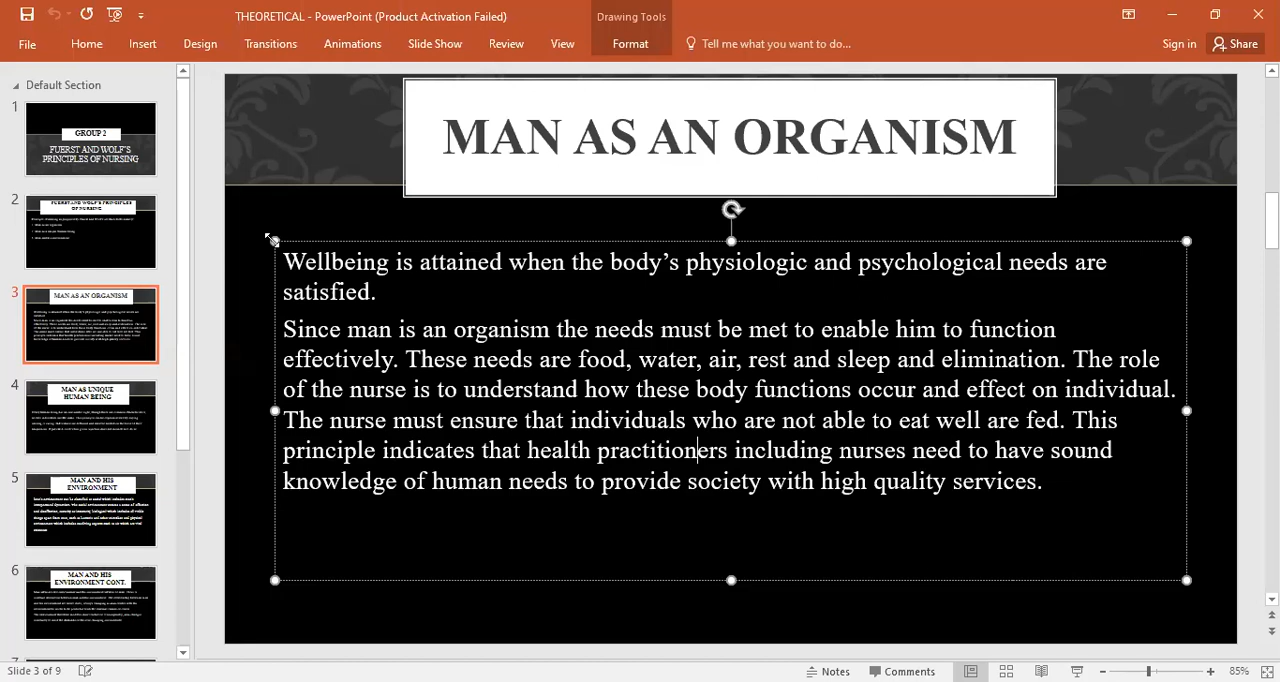 THEORETICAL - PowerPoint (Product Activation Failed)
Drawing Tools
File
Home
Insert
Design
Transitions
Animations
Slide Show
Review
View
Format
Tell me what you want to do...
Sign in
Share
Default Section
1
GROUP 2
FUERST AND WOLF'S
PRINCIPLES OF NURSING
2
FUERST AND WOLF'S PRINCIPLES
OF NURSING
3
MAN AS AN ORGANISM
4
MAN AS UNIQUE
HUMAN BEING
5
MAN AND HIS
ENVIRONMENT
6
MAN AND HIS
ENVIRONMENT CONT.
7
MAN AS AN ORGANISM
Wellbeing is attained when the body’s physiologic and psychological needs are
satisfied.
Since man is an organism the needs must be met to enable him to function
effectively. These needs are food, water, air, rest and sleep and elimination. The role
of the nurse is to understand how these body functions occur and effect on individual.
The nurse must ensure that individuals who are not able to eat well are fed. This
principle indicates that health practitioners including nurses need to have sound
knowledge of human needs to provide society with high quality services.
Slide 3 of 9
Notes
Comments
85%